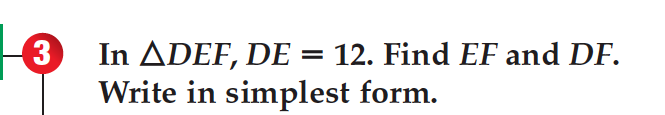 3 In △DEF, DE = 12. Find EF and DF.
Write in simplest form.